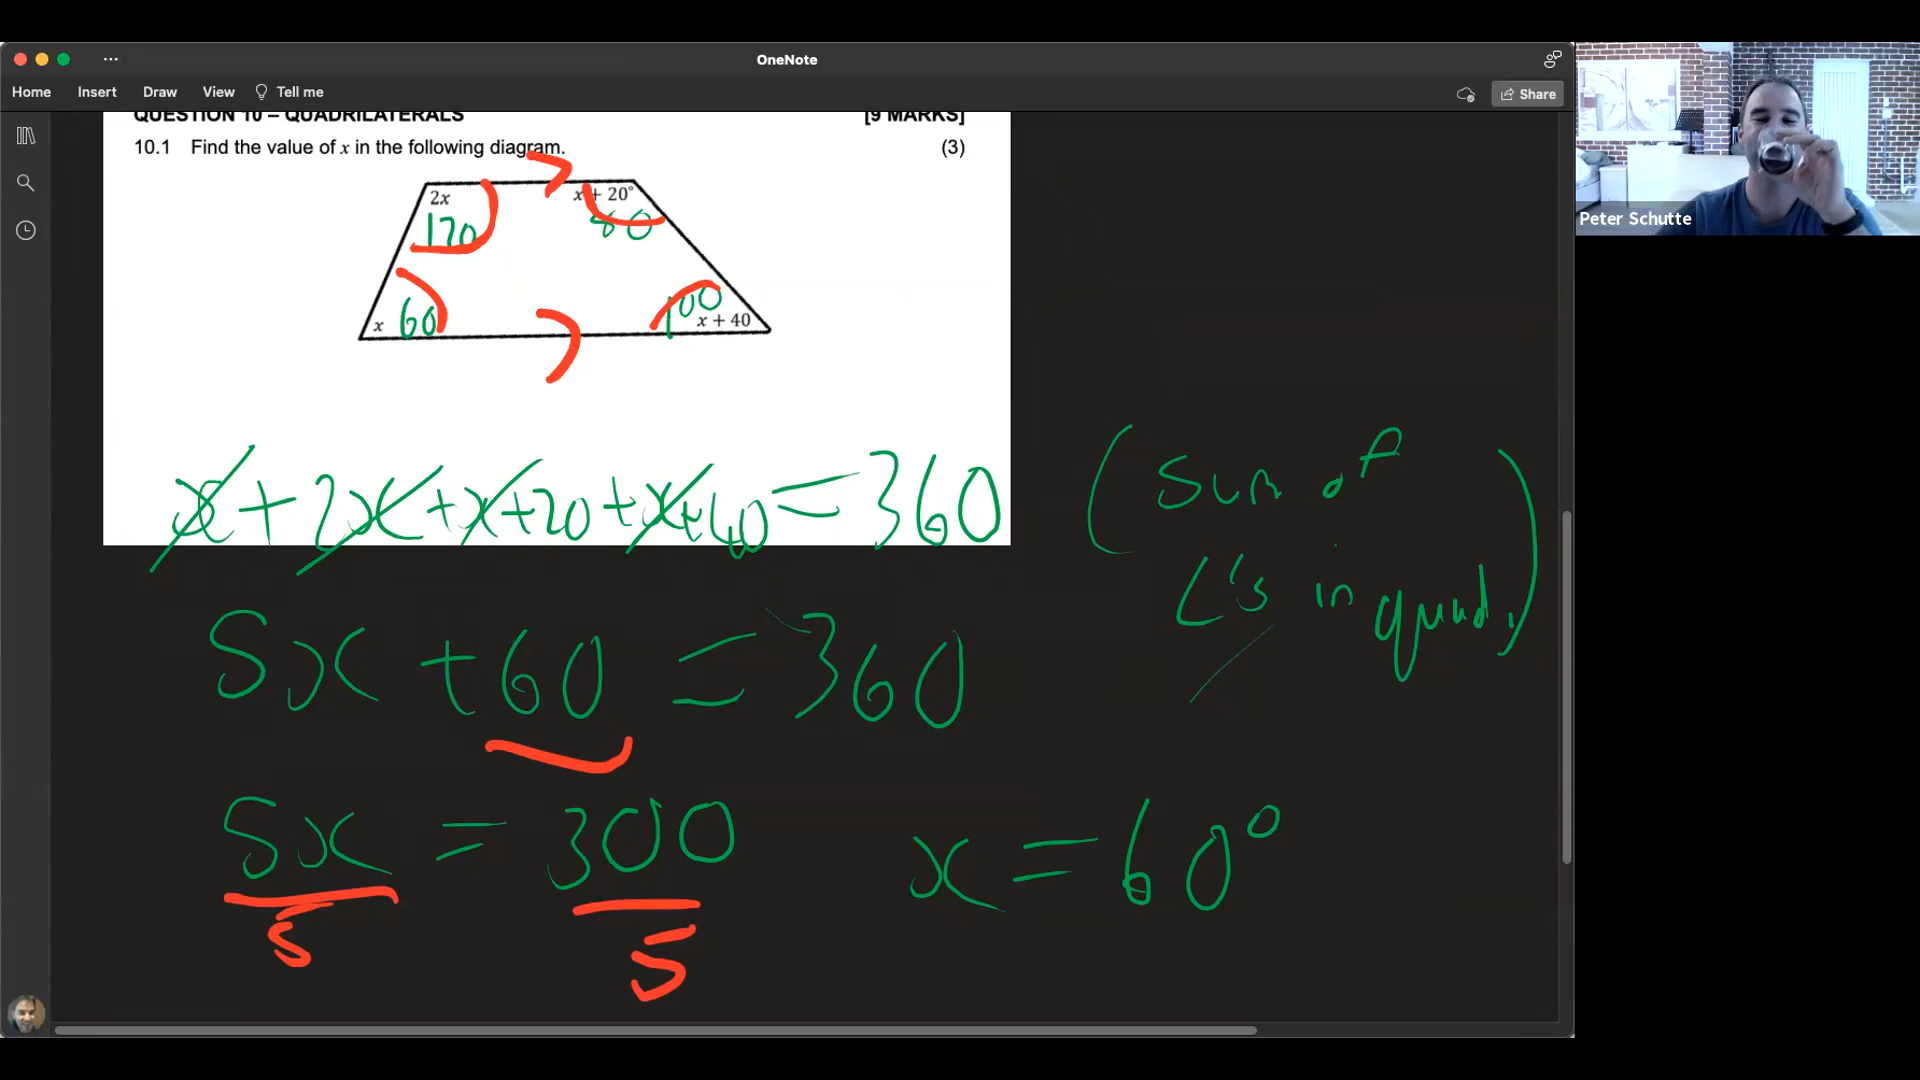 OneNote
Home Insert Draw View Tell me Share
QUESTION 10 – QUADRILATERALS [9 MARKS]
10.1 Find the value of x in the following diagram. (3)
2x x + 20°
120 80
60 100
x x + 40
x + 2x + x + 20 + x + 40 = 360
(Sum of
∠'s in quad.)
5x + 60 = 360
5x = 300 x = 60°
5 5
Peter Schutte